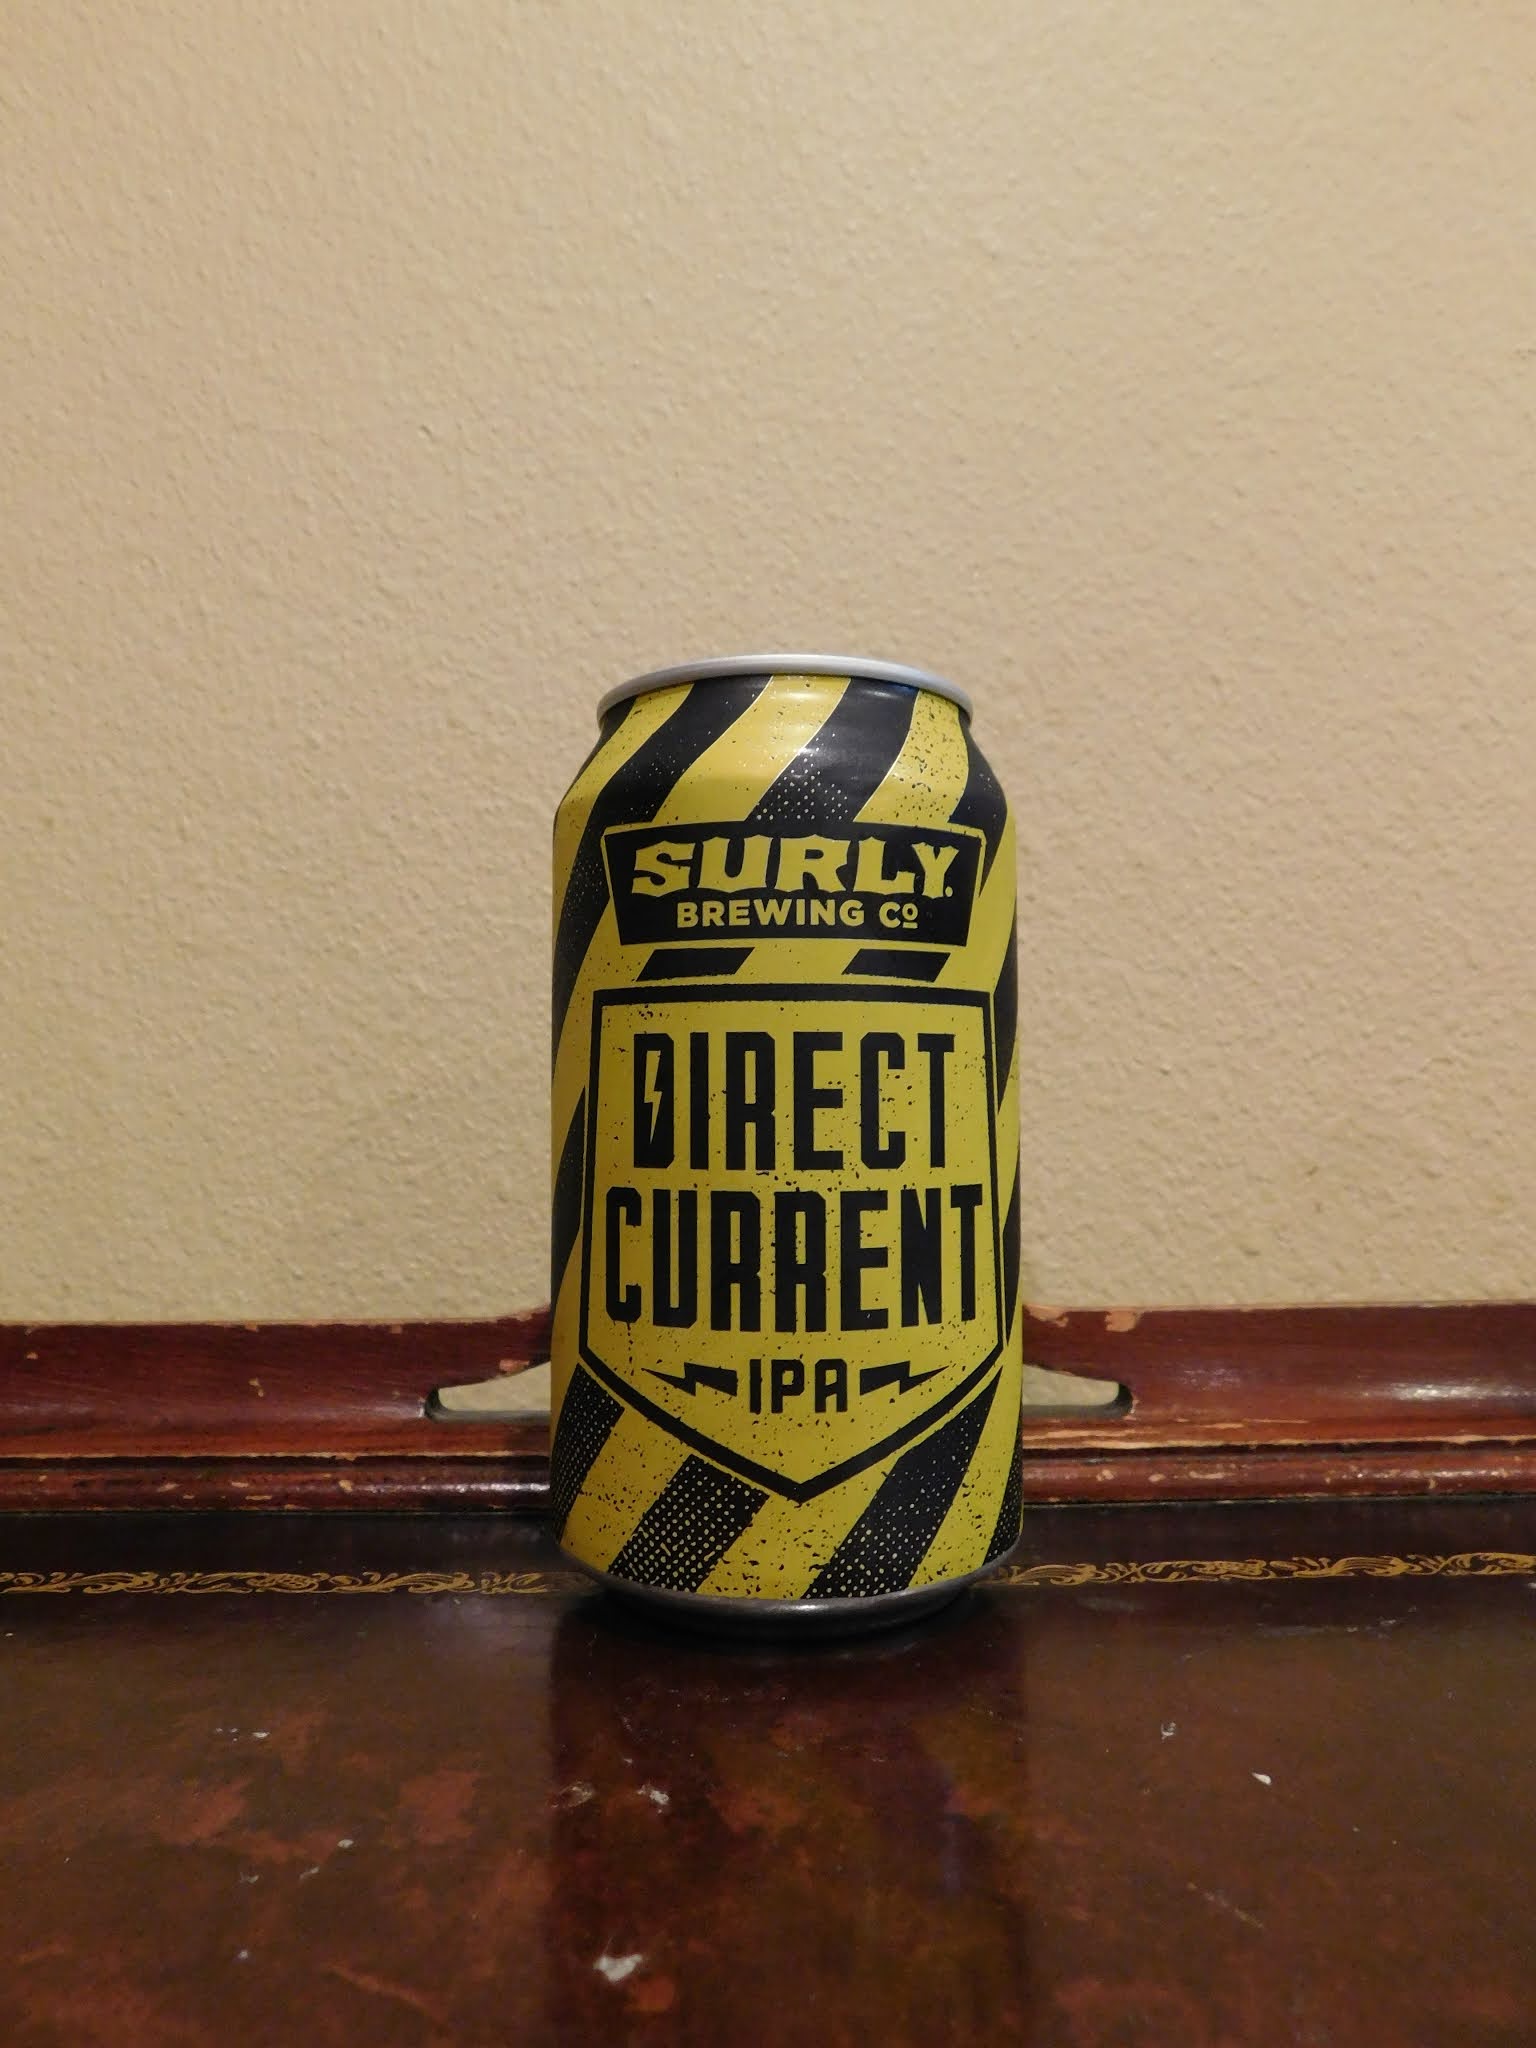 SURLY.
BREWING Co
DIRECT
CURRENT
IPA